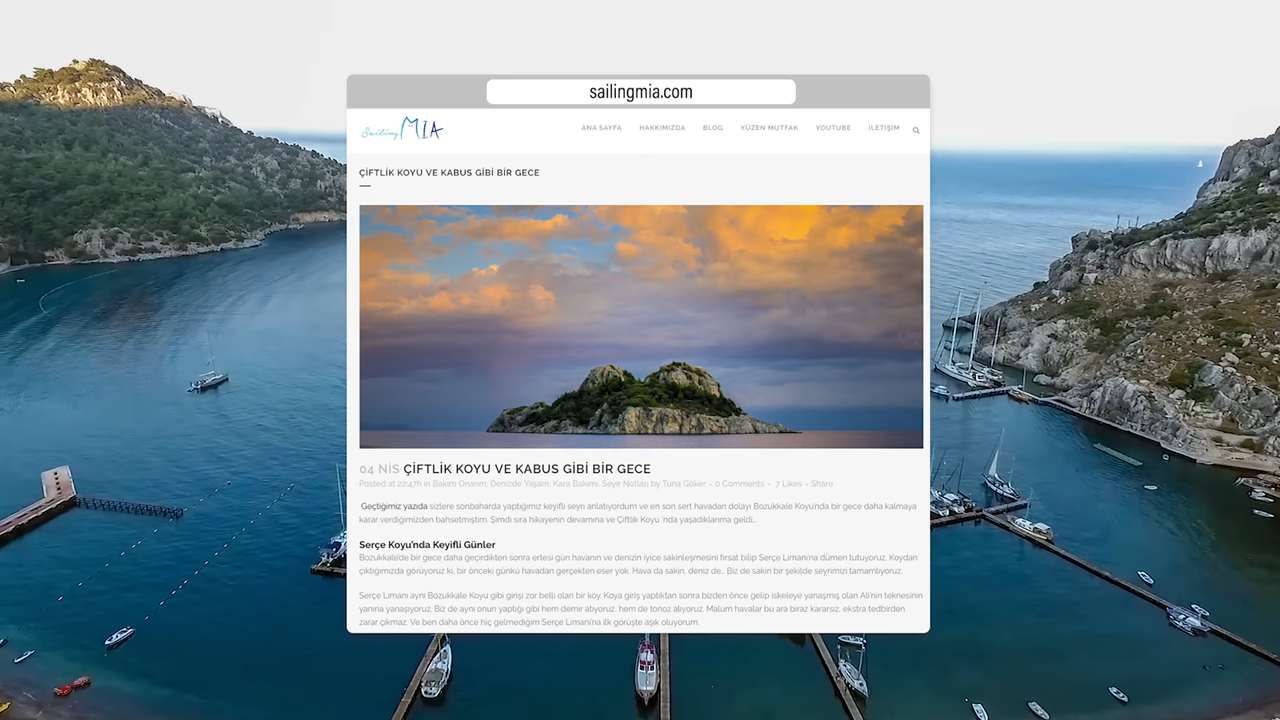 sailingmia.com
Sailing MIA
ANA SAYFA HAKKIMIZDA BLOG YÜZEN MUTFAK YOUTUBE İLETİŞİM
ÇİFTLİK KOYU VE KABUS GİBİ BİR GECE
04 NİS ÇİFTLİK KOYU VE KABUS GİBİ BİR GECE
Posted at 22:47h in Bakım Onarım, Denizde Yaşam, Kara Bakımı, Seyir Notları by Tuna Göker • 0 Comments • 7 Likes • Share
Geçtiğimiz yazıda sizlere sonbaharda yaptığımız keyifli seyri anlatıyordum ve en son sert havadan dolayı Bozukkale Koyu'nda bir gece daha kalmaya
karar verdiğimizden bahsetmiştim. Şimdi sıra hikayenin devamına ve Çiftlik Koyu 'nda yaşadıklarıma geldi…
Serçe Koyu'nda Keyifli Günler
Bozukkale'de bir gece daha geçirdikten sonra ertesi gün havanın ve denizin iyice sakinleşmesini fırsat bilip Serçe Limanı'na dümen tutuyoruz. Koydan
çıktığımızda görüyoruz ki, bir önceki günkü havadan gerçekten eser yok. Hava da sakin, deniz de… Biz de sakin bir şekilde seyrimizi tamamlıyoruz.
Serçe Limanı aynı Bozukkale Koyu gibi girişi zor belli olan bir koy. Koya giriş yaptıktan sonra bizden önce gelip iskeleye yanaşmış olan Ali'nin teknesinin
yanına yanaşıyoruz. Biz de aynı onun yaptığı gibi hem demir atıyoruz, hem de tonoz alıyoruz. Malum havalar bu ara biraz kararsız, ekstra tedbirden
zarar çıkmaz. Ve ben daha önce hiç gelmediğim Serçe Limanı'na ilk görüşte aşık oluyorum.